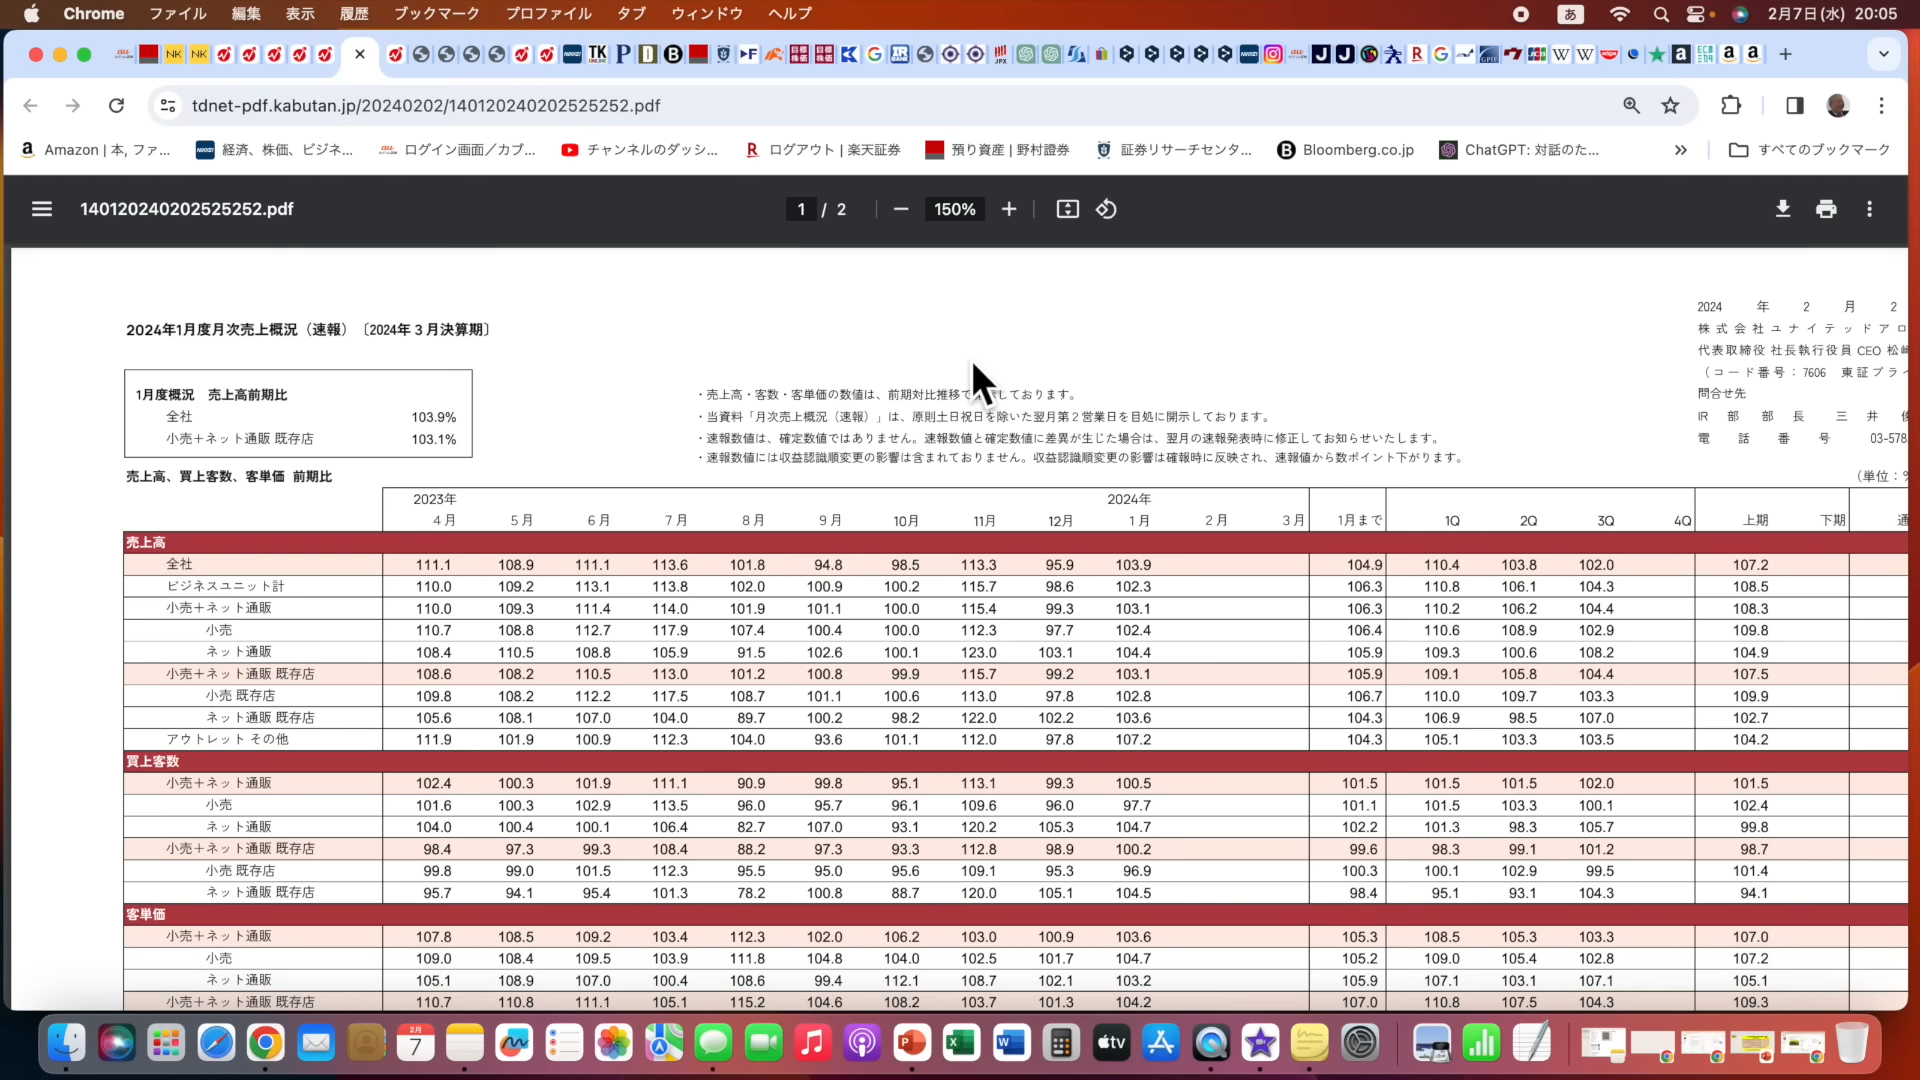 Chrome ファイル 編集 表示 履歴 ブックマーク プロファイル タブ ウィンドウ ヘルプ あ 2月7日(水) 20:05
tdnet-pdf.kabutan.jp/20240202/140120240202525252.pdf
Amazon | 本, ファ... 経済、株価、ビジネ... ログイン画面／カブ... チャンネルのダッシ... ログアウト | 楽天証券 預り資産 | 野村證券 証券リサーチセンタ... Bloomberg.co.jp ChatGPT: 対話のた... すべてのブックマーク
140120240202525252.pdf 1 / 2 150%
2024 年 2 月 2
2024年1月度月次売上概況（速報）〔2024年３月決算期〕
株式会社ユナイテッドアロ
代表取締役 社長執行役員 CEO 松
（コード番号：7606 東証プライ
1月度概況 売上高前期比
問合せ先
・売上高・客数・客単価の数値は、前期対比推移で しております。
全社 103.9%
・当資料「月次売上概況（速報）」は、原則土日祝日を除いた翌月第２営業日を目処に開示しております。
IR 部 部 長 三 井
小売＋ネット通販 既存店 103.1%
・速報数値は、確定数値ではありません。速報数値と確定数値に差異が生じた場合は、翌月の速報発表時に修正してお知らせいたします。
電 話 番 号 03-578
・速報数値には収益認識順変更の影響は含まれておりません。収益認識順変更の影響は確報時に反映され、速報値から数ポイント下がります。
売上高、買上客数、客単価 前期比 （単位：%
2023年 2024年
４月 ５月 ６月 ７月 ８月 ９月 10月 11月 12月 １月 ２月 ３月 1月まで 1Q 2Q 3Q 4Q 上期 下期 通
売上高
全社 111.1 108.9 111.1 113.6 101.8 94.8 98.5 113.3 95.9 103.9 104.9 110.4 103.8 102.0 107.2
ビジネスユニット計 110.0 109.2 113.1 113.8 102.0 100.9 100.2 115.7 98.6 102.3 106.3 110.8 106.1 104.3 108.5
小売＋ネット通販 110.0 109.3 111.4 114.0 101.9 101.1 100.0 115.4 99.3 103.1 106.3 110.2 106.2 104.4 108.3
小売 110.7 108.8 112.7 117.9 107.4 100.4 100.0 112.3 97.7 102.4 106.4 110.6 108.9 102.9 109.8
ネット通販 108.4 110.5 108.8 105.9 91.5 102.6 100.1 123.0 103.1 104.4 105.9 109.3 100.6 108.2 104.9
小売＋ネット通販 既存店 108.6 108.2 110.5 113.0 101.2 100.8 99.9 115.7 99.2 103.1 105.9 109.1 105.8 104.4 107.5
小売 既存店 109.8 108.2 112.2 117.5 108.7 101.1 100.6 113.0 97.8 102.8 106.7 110.0 109.7 103.3 109.9
ネット通販 既存店 105.6 108.1 107.0 104.0 89.7 100.2 98.2 122.0 102.2 103.6 104.3 106.9 98.5 107.0 102.7
アウトレット その他 111.9 101.9 100.9 112.3 104.0 93.6 101.1 112.0 97.8 107.2 104.3 105.1 103.3 103.5 104.2
買上客数
小売＋ネット通販 102.4 100.3 101.9 111.1 90.9 99.8 95.1 113.1 99.3 100.5 101.5 101.5 101.5 102.0 101.5
小売 101.6 100.3 102.9 113.5 96.0 95.7 96.1 109.6 96.0 97.7 101.1 101.5 103.3 100.1 102.4
ネット通販 104.0 100.4 100.1 106.4 82.7 107.0 93.1 120.2 105.3 104.7 102.2 101.3 98.3 105.7 99.8
小売＋ネット通販 既存店 98.4 97.3 99.3 108.4 88.2 97.3 93.3 112.8 98.9 100.2 99.6 98.3 99.1 101.2 98.7
小売 既存店 99.8 99.0 101.5 112.3 95.5 95.0 95.6 109.1 95.3 96.9 100.3 100.1 102.9 99.5 101.4
ネット通販 既存店 95.7 94.1 95.4 101.3 78.2 100.8 88.7 120.0 105.1 104.5 98.4 95.1 93.1 104.3 94.1
客単価
小売＋ネット通販 107.8 108.5 109.2 103.4 112.3 102.0 106.2 103.0 100.9 103.6 105.3 108.5 105.3 103.3 107.0
小売 109.0 108.4 109.5 103.9 111.8 104.8 104.0 102.5 101.7 104.7 105.2 109.0 105.4 102.8 107.2
ネット通販 105.1 108.9 107.0 100.4 108.6 99.4 112.1 108.7 102.1 103.2 105.9 107.1 103.1 107.1 105.1
小売＋ネット通販 既存店 110.7 110.8 111.1 105.1 115.2 104.6 108.2 103.7 101.3 104.2 107.0 110.8 107.5 104.3 109.3
2月
7
tv